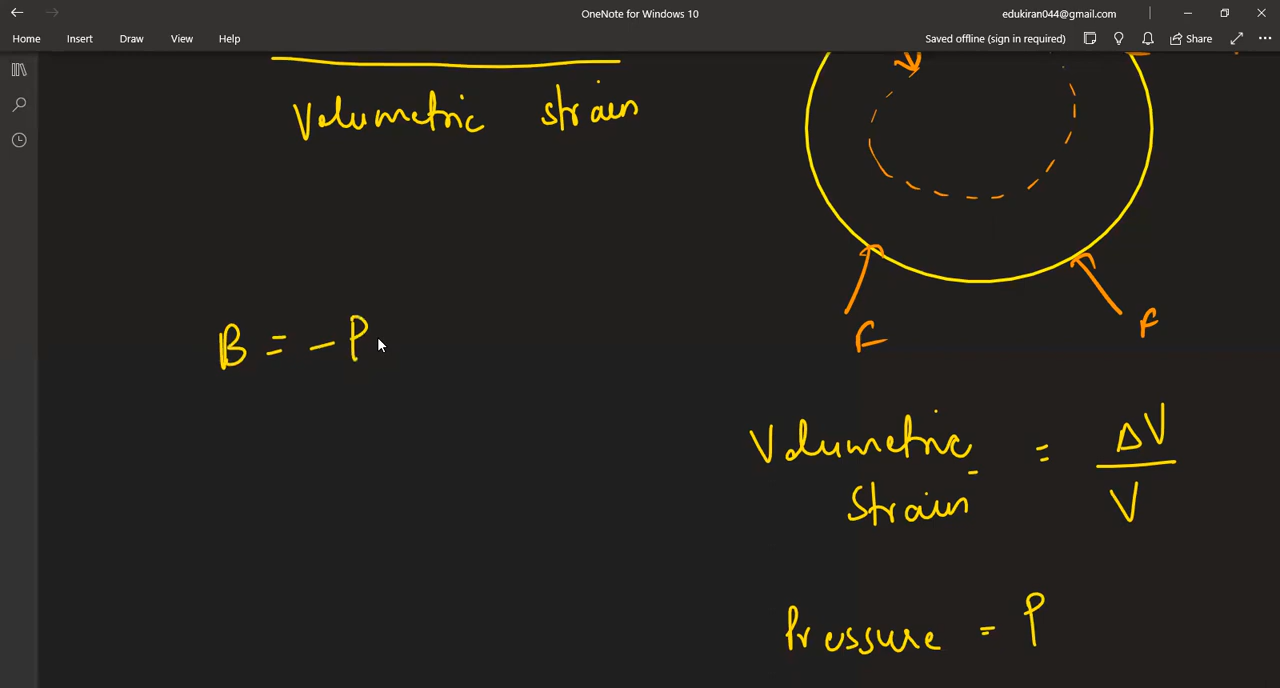 OneNote for Windows 10
edukiran044@gmail.com
Home Insert Draw View Help
Saved offline (sign in required)
Share
Volumetric strain
F
F
B = - P
Volumetric Strain = ΔV / V
Pressure = P